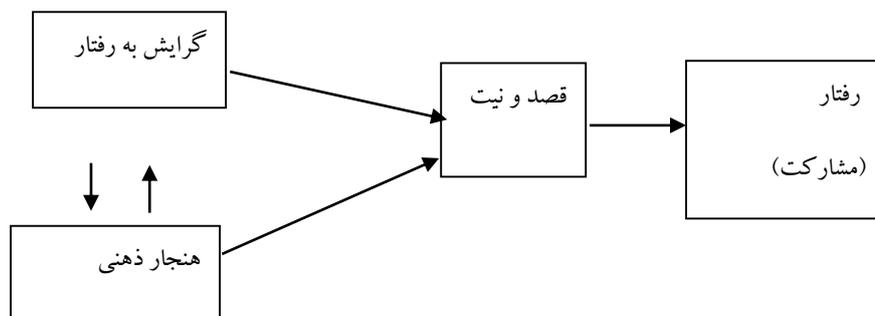 گرایش به رفتار
قصد و نیت
رفتار
(مشارکت)
هنجار ذهنی